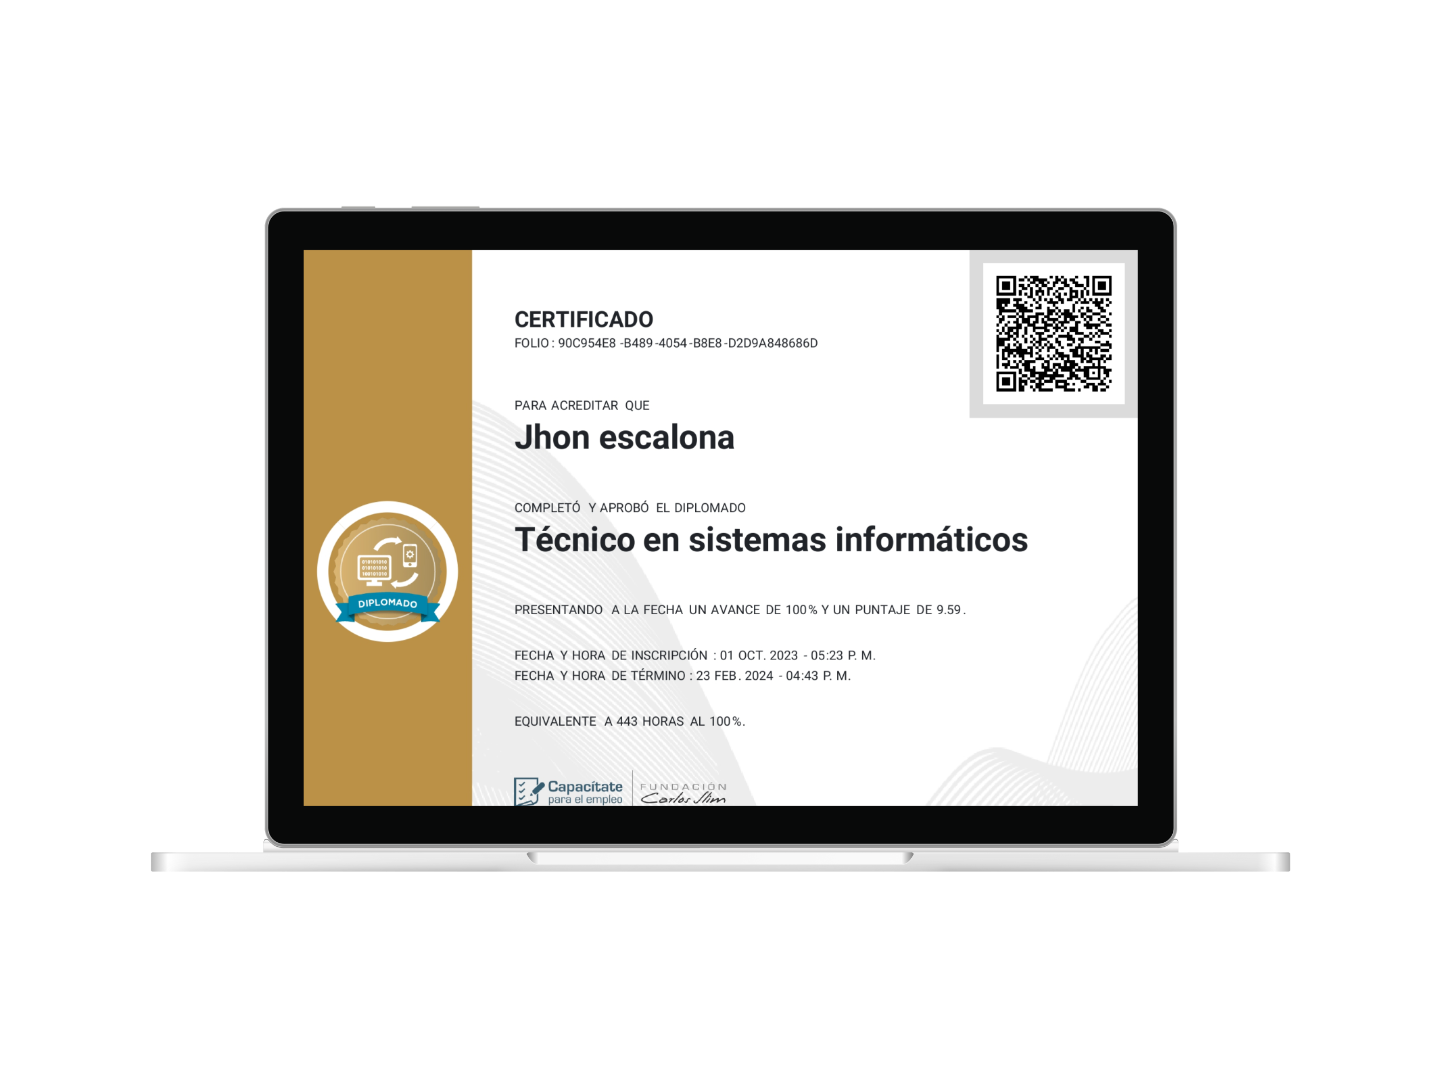 CERTIFICADO
FOLIO : 90C954E8 -B489 -4054 -B8E8 -D2D9A848686D
PARA ACREDITAR QUE
Jhon escalona
COMPLETÓ Y APROBÓ EL DIPLOMADO
Técnico en sistemas informáticos
PRESENTANDO A LA FECHA UN AVANCE DE 100% Y UN PUNTAJE DE 9.59.
FECHA Y HORA DE INSCRIPCIÓN : 01 OCT. 2023 - 05:23 P. M.
FECHA Y HORA DE TÉRMINO : 23 FEB. 2024 - 04:43 P. M.
EQUIVALENTE A 443 HORAS AL 100%.
010101010
010101010
100101010
DIPLOMADO
Capacítate
para el empleo
FUNDACIÓN
Carlos Slim